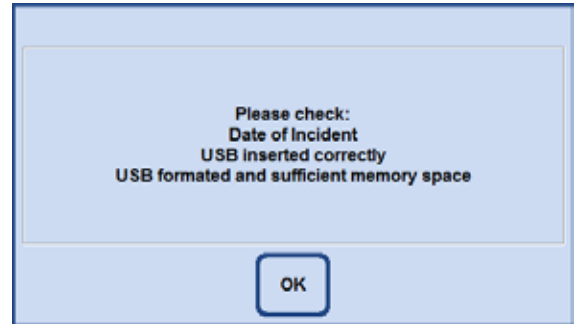 Please check:
Date of Incident
USB inserted correctly
USB formated and sufficient memory space
OK